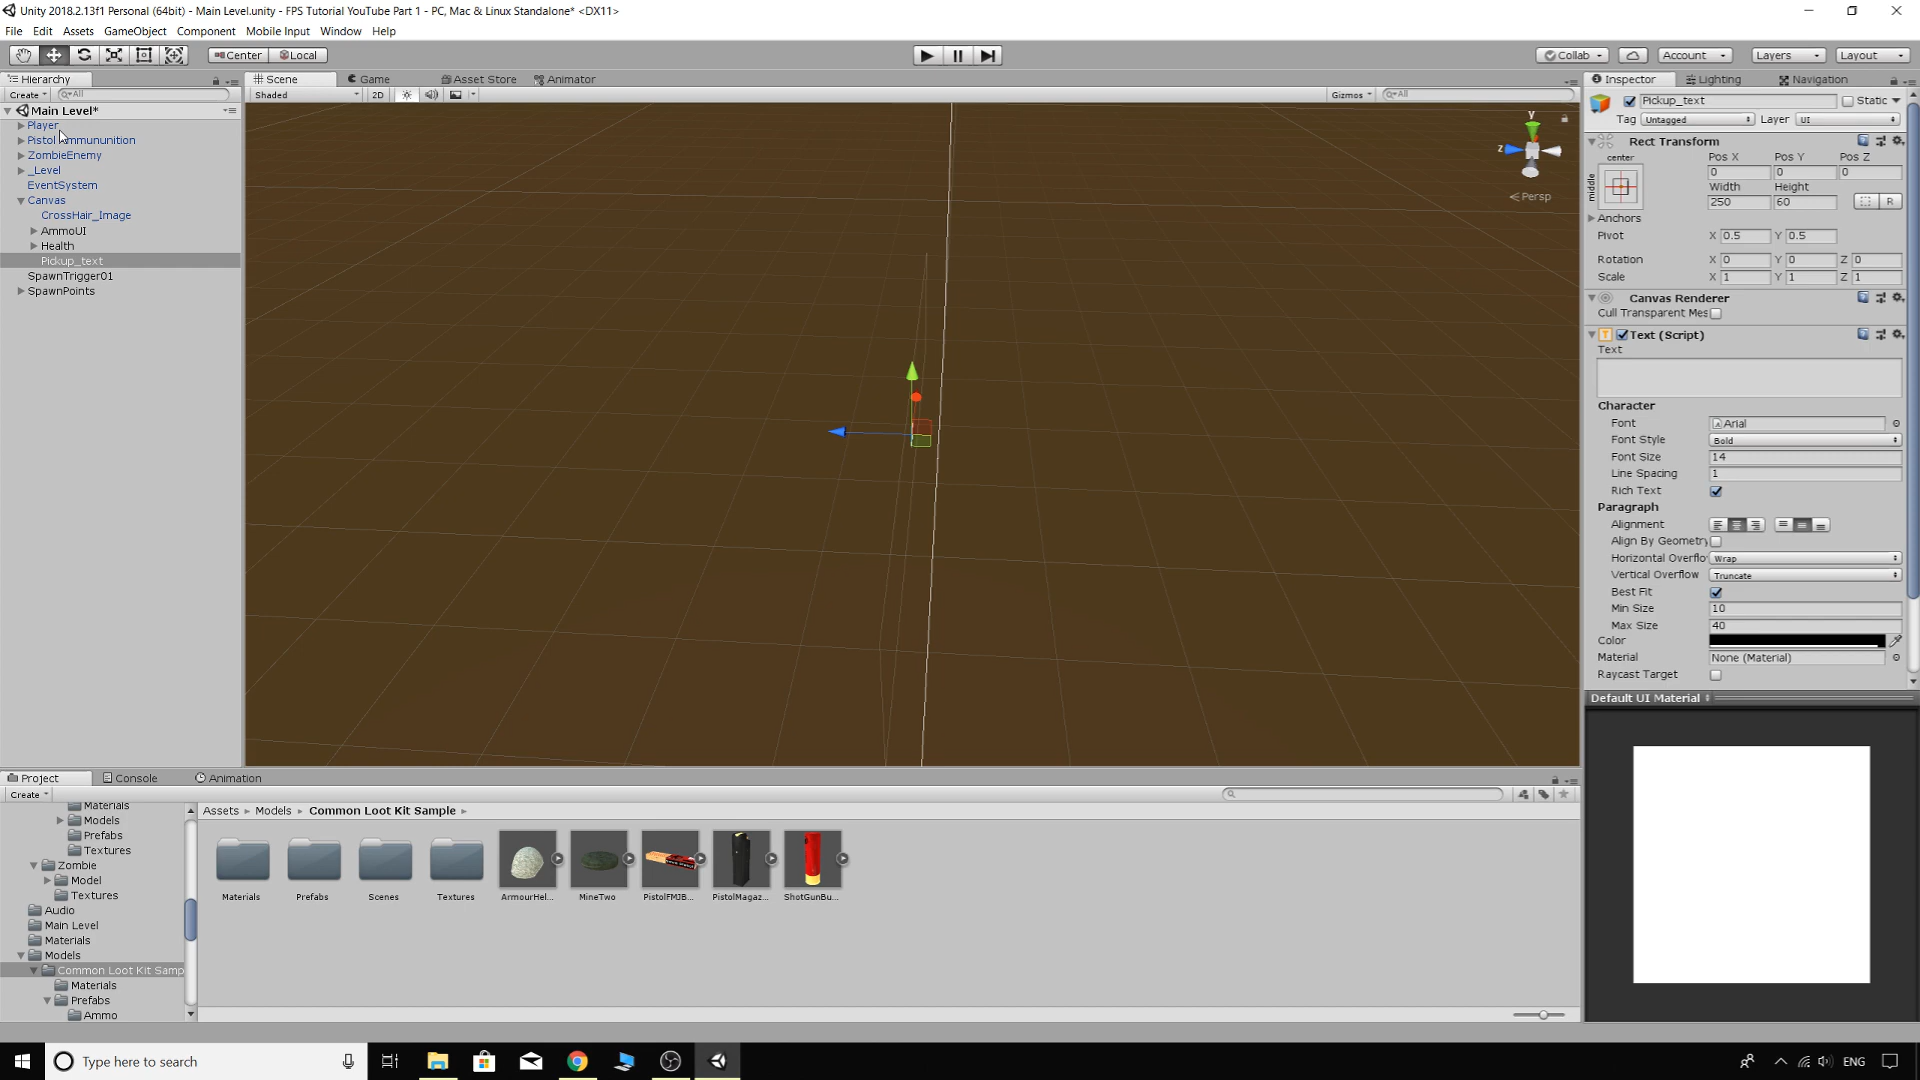 Unity 2018.2.13f1 Personal (64bit) - Main Level.unity - FPS Tutorial YouTube Part 1 - PC, Mac & Linux Standalone* <DX11>
File Edit Assets GameObject Component Mobile Input Window Help
Center Local Collab Account Layers Layout
Hierarchy Scene Game Asset Store Animator Inspector Lighting Navigation
Create All Shaded 2D Gizmos All
Main Level*
Player
Pistol Ammununition
ZombieEnemy
_Level
EventSystem
Canvas
CrossHair_Image
AmmoUI
Health
Pickup_text
SpawnTrigger01
SpawnPoints
y
z
Persp
Pickup_text Static
Tag Untagged Layer UI
Rect Transform
center Pos X Pos Y Pos Z
middle 0 0 0
Width Height
250 60 R
Anchors
Pivot X 0.5 Y 0.5
Rotation X 0 Y 0 Z 0
Scale X 1 Y 1 Z 1
Canvas Renderer
Cull Transparent Mes
Text (Script)
Text
Character
Font Arial
Font Style Bold
Font Size 14
Line Spacing 1
Rich Text
Paragraph
Alignment
Align By Geometry
Horizontal Overflo Wrap
Vertical Overflow Truncate
Best Fit
Min Size 10
Max Size 40
Color
Material None (Material)
Raycast Target
Default UI Material
Project Console Animation
Create
Materials
Models
Prefabs
Textures
Zombie
Model
Textures
Audio
Main Level
Materials
Models
Common Loot Kit Samp
Materials
Prefabs
Ammo
Assets Models Common Loot Kit Sample
Materials Prefabs Scenes Textures ArmourHel... MineTwo PistolFMJB... PistolMagaz... ShotGunBu...
Type here to search ENG